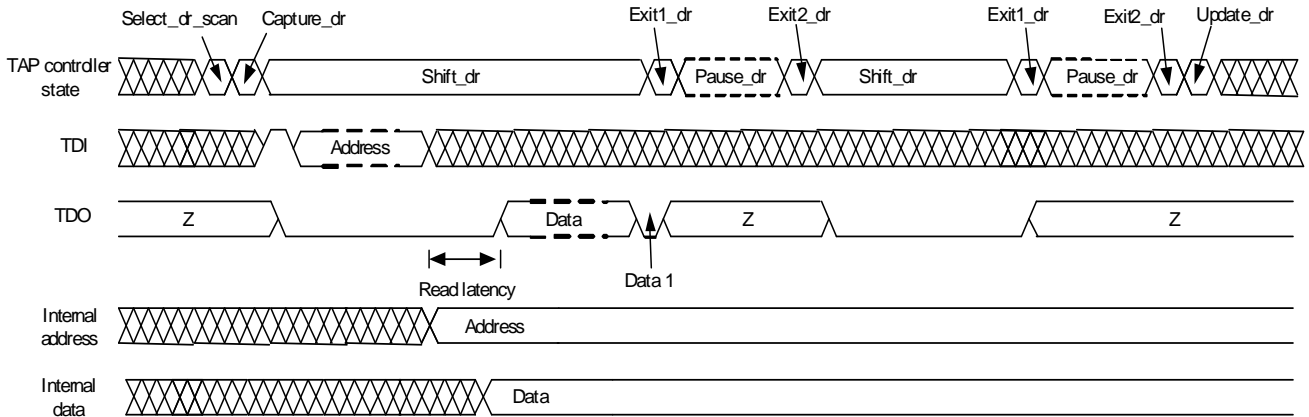 Select_dr_scan Capture_dr Exit1_dr Exit2_dr Exit1_dr Exit2_dr Update_dr
TAP controller state Shift_dr Pause_dr Shift_dr Pause_dr
TDI Address
TDO Z Data Z Z
Read latency Data 1
Internal address Address
Internal data Data